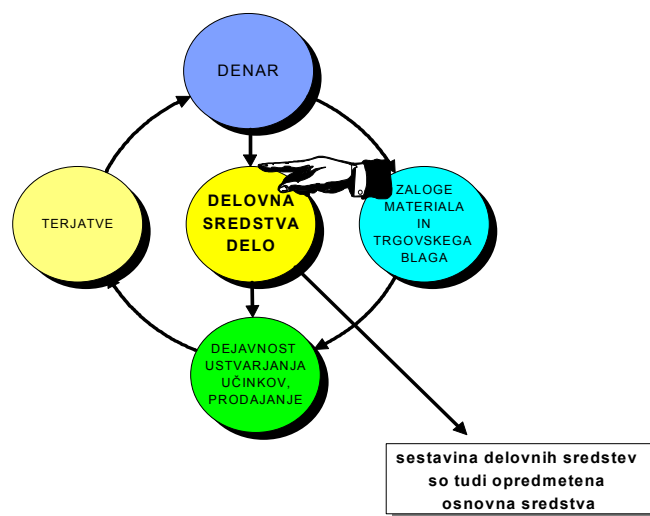 DENAR
TERJATVE
DELOVNA
SREDSTVA
DELO
ZALOGE
MATERIALA
IN
TRGOVSKEGA
BLAGA
DEJAVNOST
USTVARJANJA
UČINKOV,
PRODAJANJE
sestavina delovnih sredstev
so tudi opredmetena
osnovna sredstva